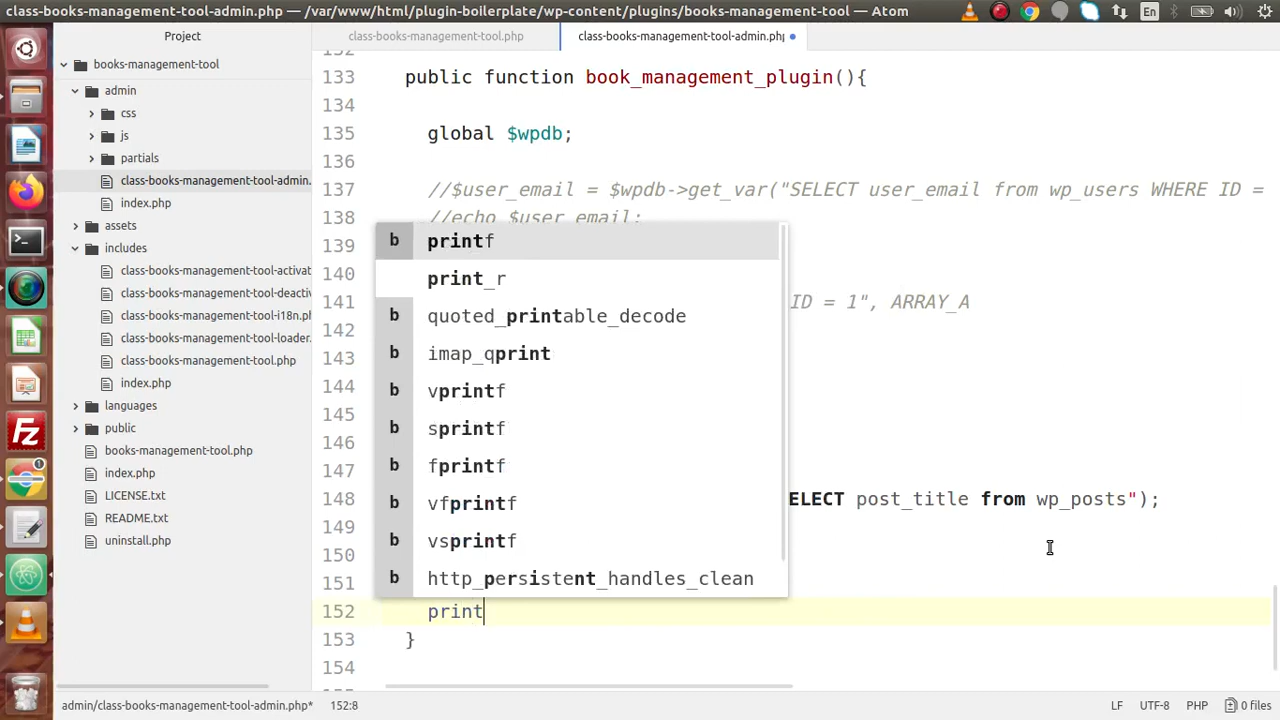 class-books-management-tool-admin.php — /var/www/html/plugin-boilerplate/wp-content/plugins/books-management-tool — Atom
En
Project
class-books-management-tool.php
class-books-management-tool-admin.php
books-management-tool
admin
css
js
partials
class-books-management-tool-admin.
index.php
assets
includes
class-books-management-tool-activat
class-books-management-tool-deactiv
class-books-management-tool-i18n.ph
class-books-management-tool-loader.
class-books-management-tool.php
index.php
languages
public
books-management-tool.php
index.php
LICENSE.txt
README.txt
uninstall.php
132
133 public function book_management_plugin(){
134
135 global $wpdb;
136
137 //$user_email = $wpdb->get_var("SELECT user_email from wp_users WHERE ID =
138 //echo $user_email;
139
140
141 ID = 1", ARRAY_A
142
143
144
145
146
147
148 ELECT post_title from wp_posts");
149
150
151
152 print
153 }
154
b printf
print_r
b quoted_printable_decode
b imap_qprint
b vprintf
b sprintf
b fprintf
b vfprintf
b vsprintf
b http_persistent_handles_clean
admin/class-books-management-tool-admin.php* 152:8
LF UTF-8 PHP 0 files